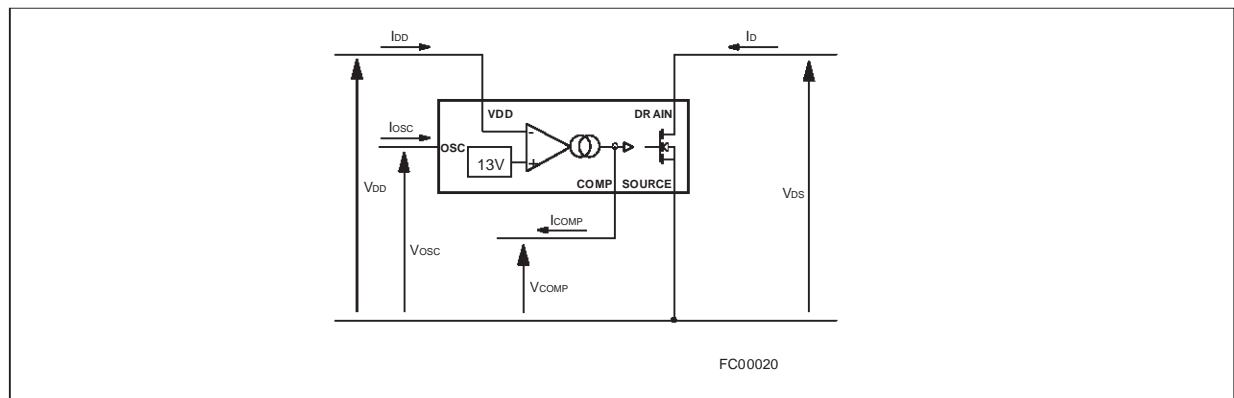 IDD
ID
VDD
DRAIN
IOSC
OSC
-
13V
+
COMP
SOURCE
VDD
VDS
ICOMP
VOSC
VCOMP
FC00020